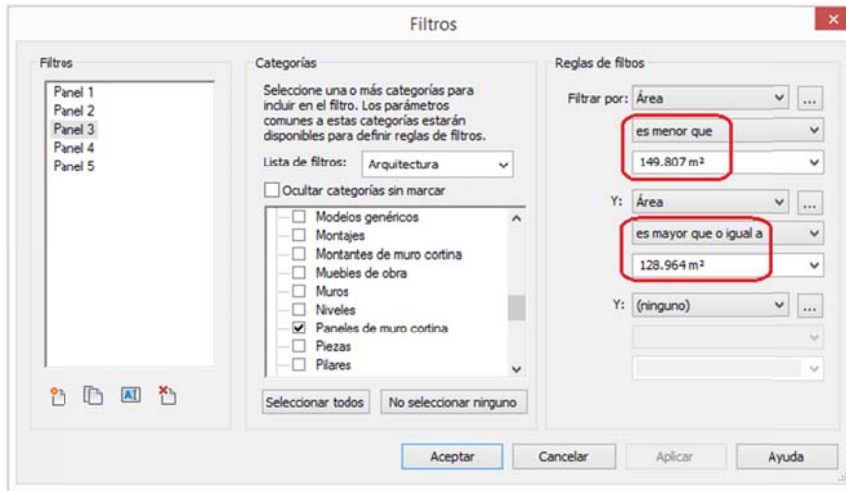 Filtros
Filtros
Panel 1
Panel 2
Panel 3
Panel 4
Panel 5
Categorías
Seleccione una o más categorías para
incluir en el filtro. Los parámetros
comunes a estas categorías estarán
disponibles para definir reglas de filtros.
Lista de filtros: Arquitectura
Ocultar categorías sin marcar
Modelos genéricos
Montajes
Montantes de muro cortina
Muebles de obra
Muros
Niveles
Paneles de muro cortina
Piezas
Pilares
Seleccionar todos No seleccionar ninguno
Reglas de filtros
Filtrar por: Área ...
es menor que
149.807 m²
Y: Área ...
es mayor que o igual a
128.964 m²
Y: (ninguno) ...
Aceptar Cancelar Aplicar Ayuda